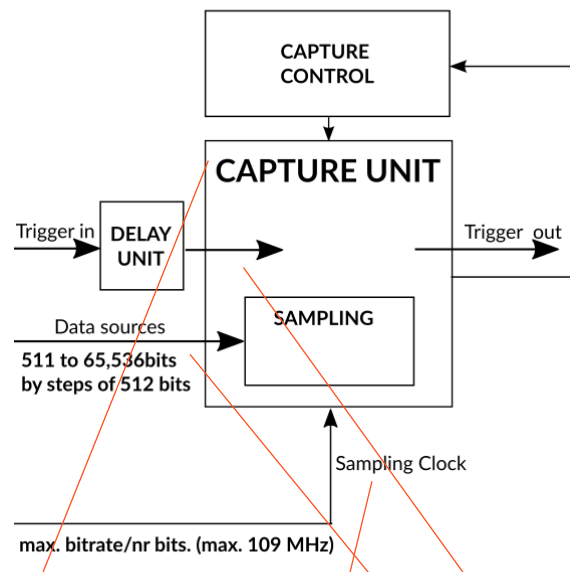 CAPTURE
CONTROL
CAPTURE UNIT
Trigger in
DELAY
UNIT
Trigger out
SAMPLING
Data sources
511 to 65,536bits
by steps of 512 bits
Sampling Clock
max. bitrate/nr bits. (max. 109 MHz)